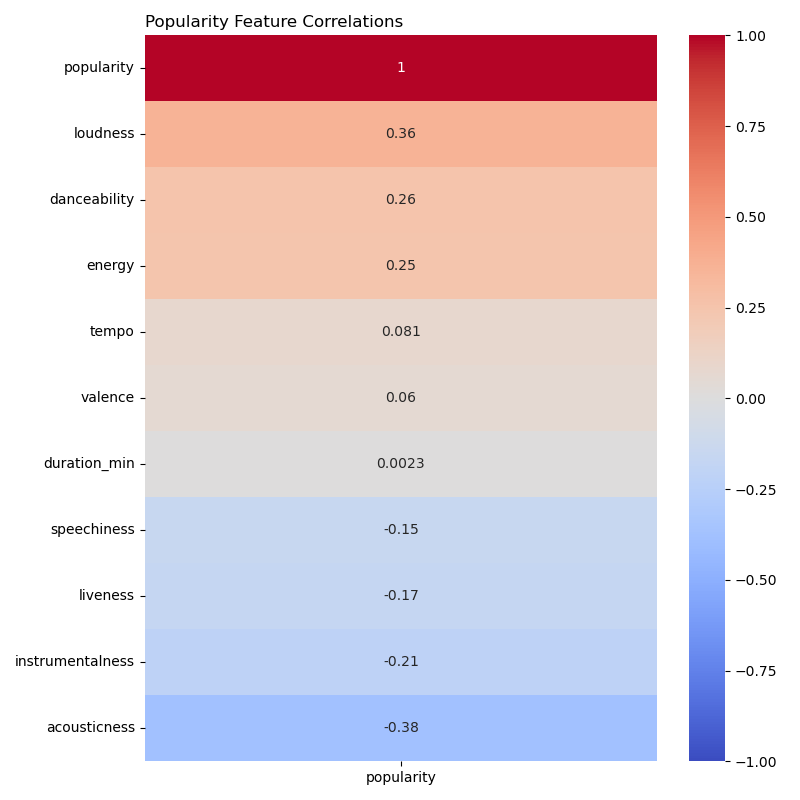 Popularity Feature Correlations
popularity 1
loudness 0.36
danceability 0.26
energy 0.25
tempo 0.081
valence 0.06
duration_min 0.0023
speechiness -0.15
liveness -0.17
instrumentalness -0.21
acousticness -0.38
popularity
1.00
0.75
0.50
0.25
0.00
−0.25
−0.50
−0.75
−1.00